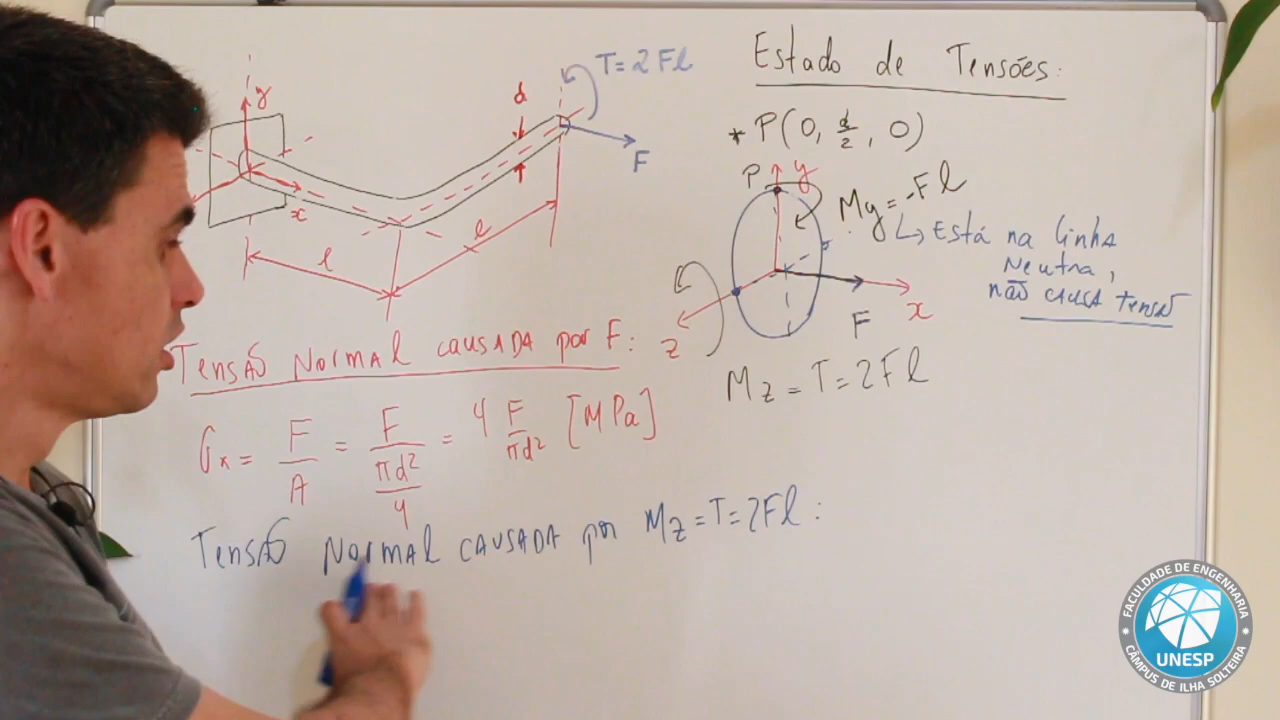 T=2Fl
Estado de Tensões:
* P(0, d/2, 0)
d
y
F
x
l
l
P
y
My=-Fl
↳ Está na linha
Neutra,
não causa tensão
z
F
x
Mz = T = 2Fl
Tensão Normal causada por F:
σx = F/A = F/(πd²/4) = 4 F/πd² [MPa]
Tensão Normal causada por Mz=T=2Fl:
FACULDADE DE ENGENHARIA
UNESP
CÂMPUS DE ILHA SOLTEIRA